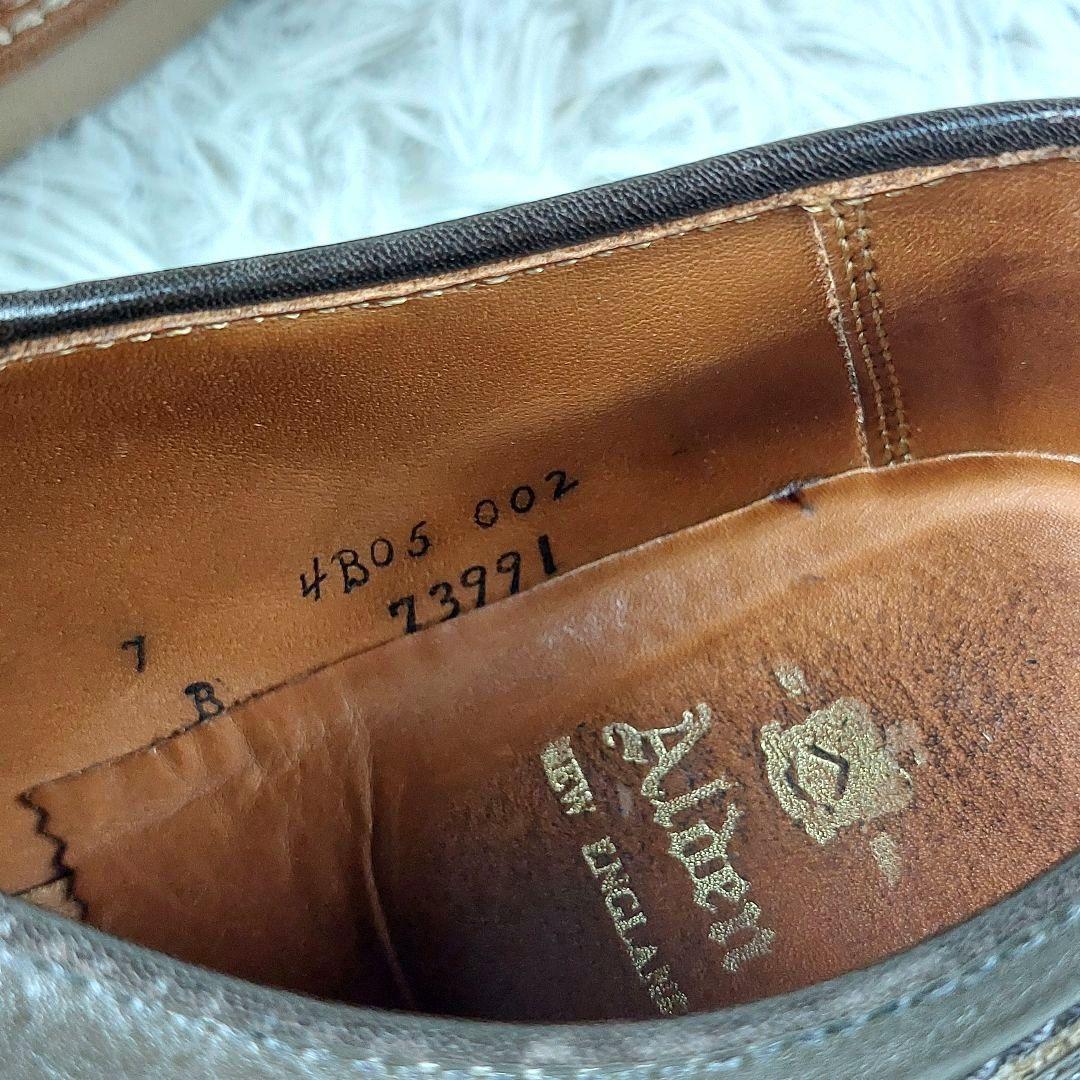 4B05 002
73991
7
B
Alden
NEW ENGLAND